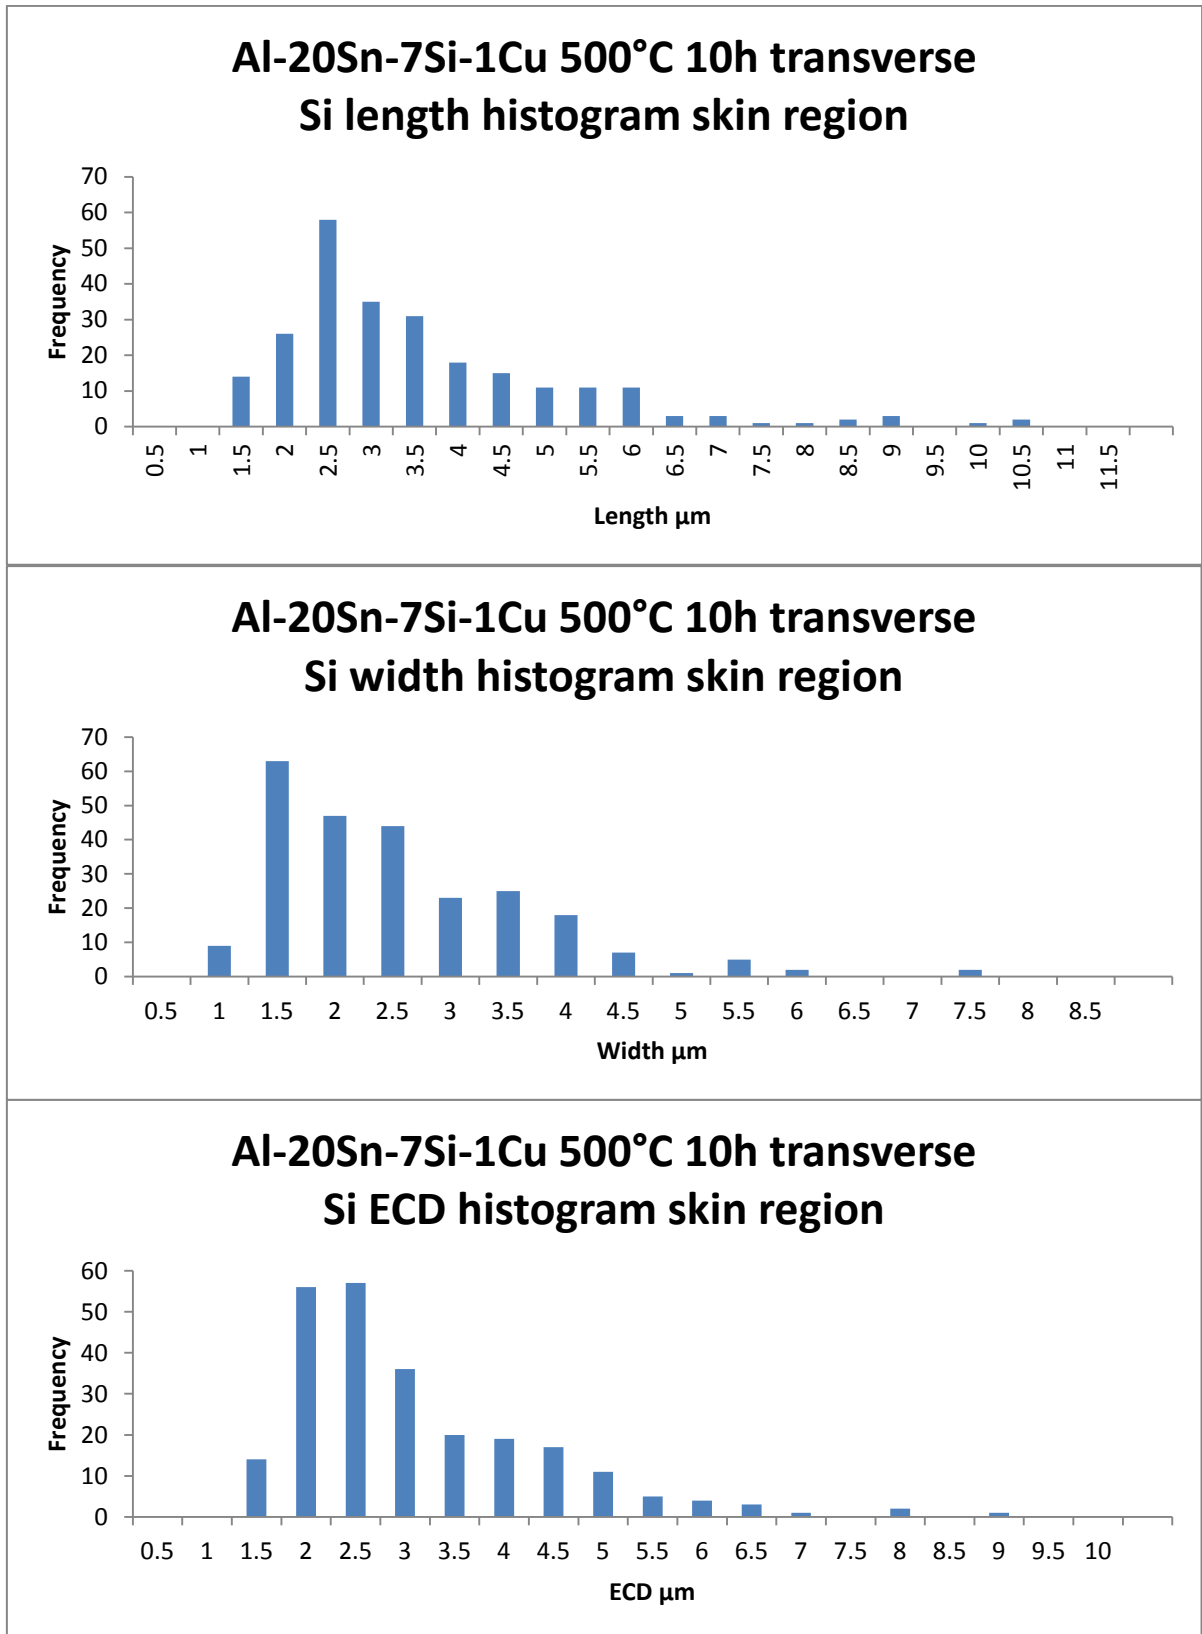 Al-20Sn-7Si-1Cu 500°C 10h transverse
Si length histogram skin region
70
60
50
40
30
20
10
0
Frequency
0.5 1 1.5 2 2.5 3 3.5 4 4.5 5 5.5 6 6.5 7 7.5 8 8.5 9 9.5 10 10.5 11 11.5
Length µm
Al-20Sn-7Si-1Cu 500°C 10h transverse
Si width histogram skin region
70
60
50
40
30
20
10
0
Frequency
0.5 1 1.5 2 2.5 3 3.5 4 4.5 5 5.5 6 6.5 7 7.5 8 8.5
Width µm
Al-20Sn-7Si-1Cu 500°C 10h transverse
Si ECD histogram skin region
60
50
40
30
20
10
0
Frequency
0.5 1 1.5 2 2.5 3 3.5 4 4.5 5 5.5 6 6.5 7 7.5 8 8.5 9 9.5 10
ECD µm